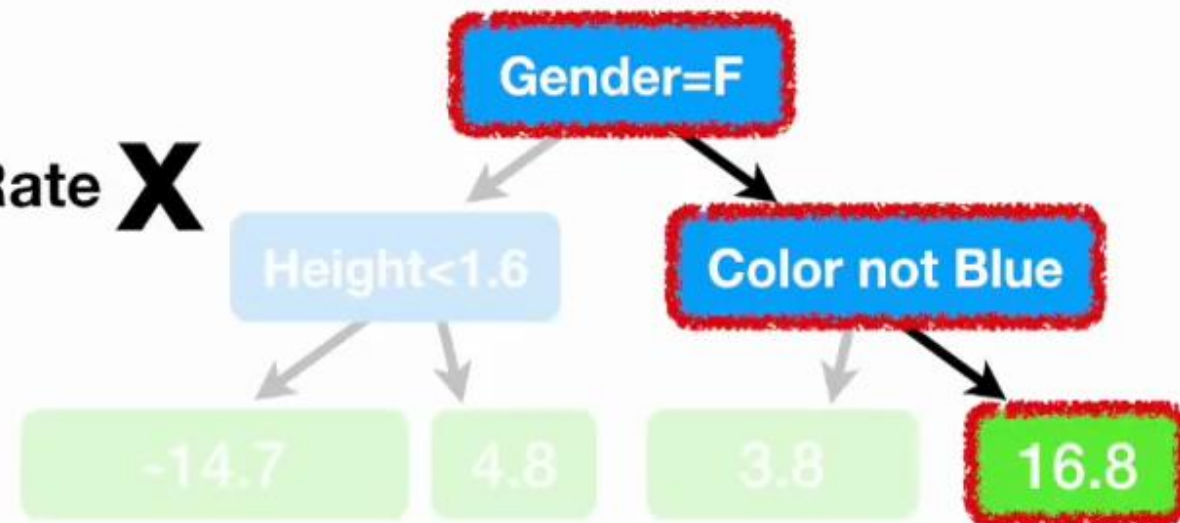 Gender=F
Rate X
Height<1.6
Color not Blue
-14.7
4.8
3.8
16.8